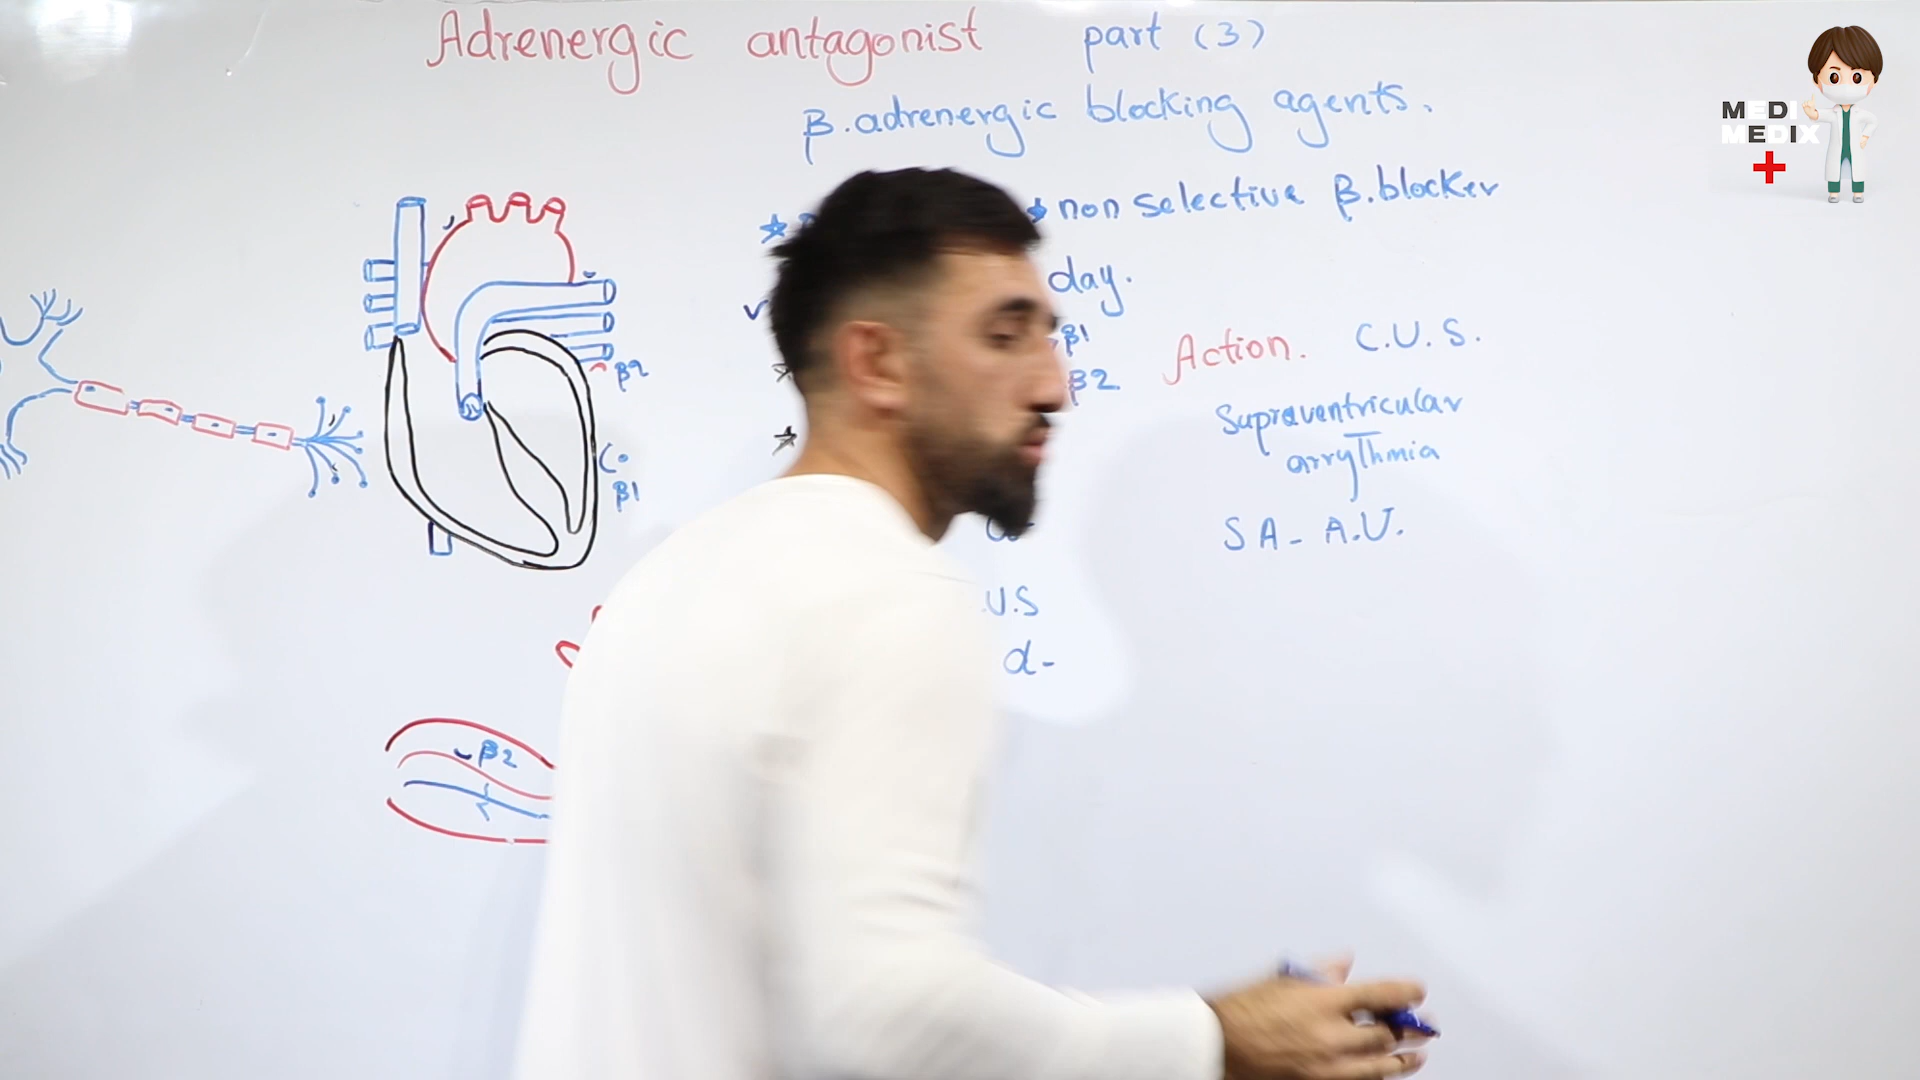 Adrenergic antagonist part (3)
β.adrenergic blocking agents.
non selective β.blocker
day.
β1
β2
Action. C.V.S.
Supraventricular
arrythmia
SA - A.V.
.V.S
α-
β2
β1
β2
MEDI
MEDIX